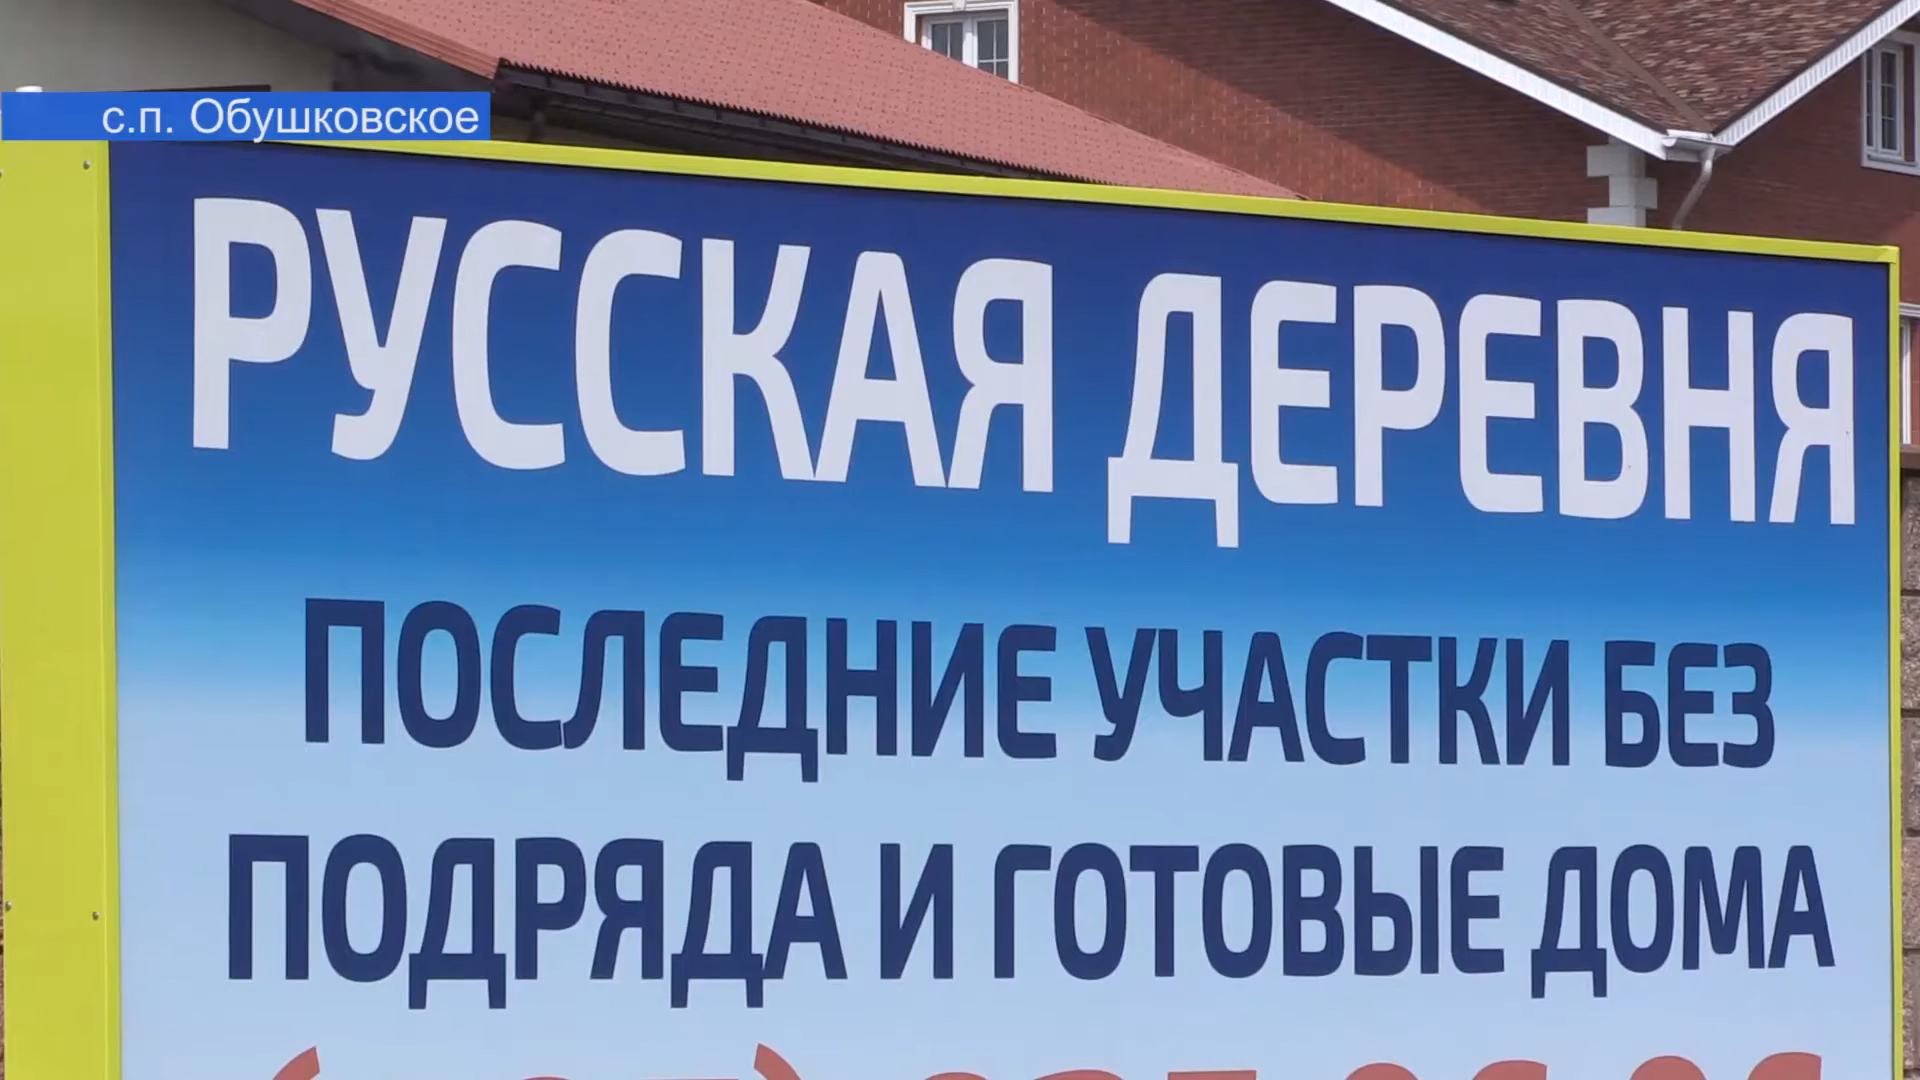 с.п. Обушковское
РУССКАЯ ДЕРЕВНЯ
ПОСЛЕДНИЕ УЧАСТКИ БЕЗ
ПОДРЯДА И ГОТОВЫЕ ДОМА